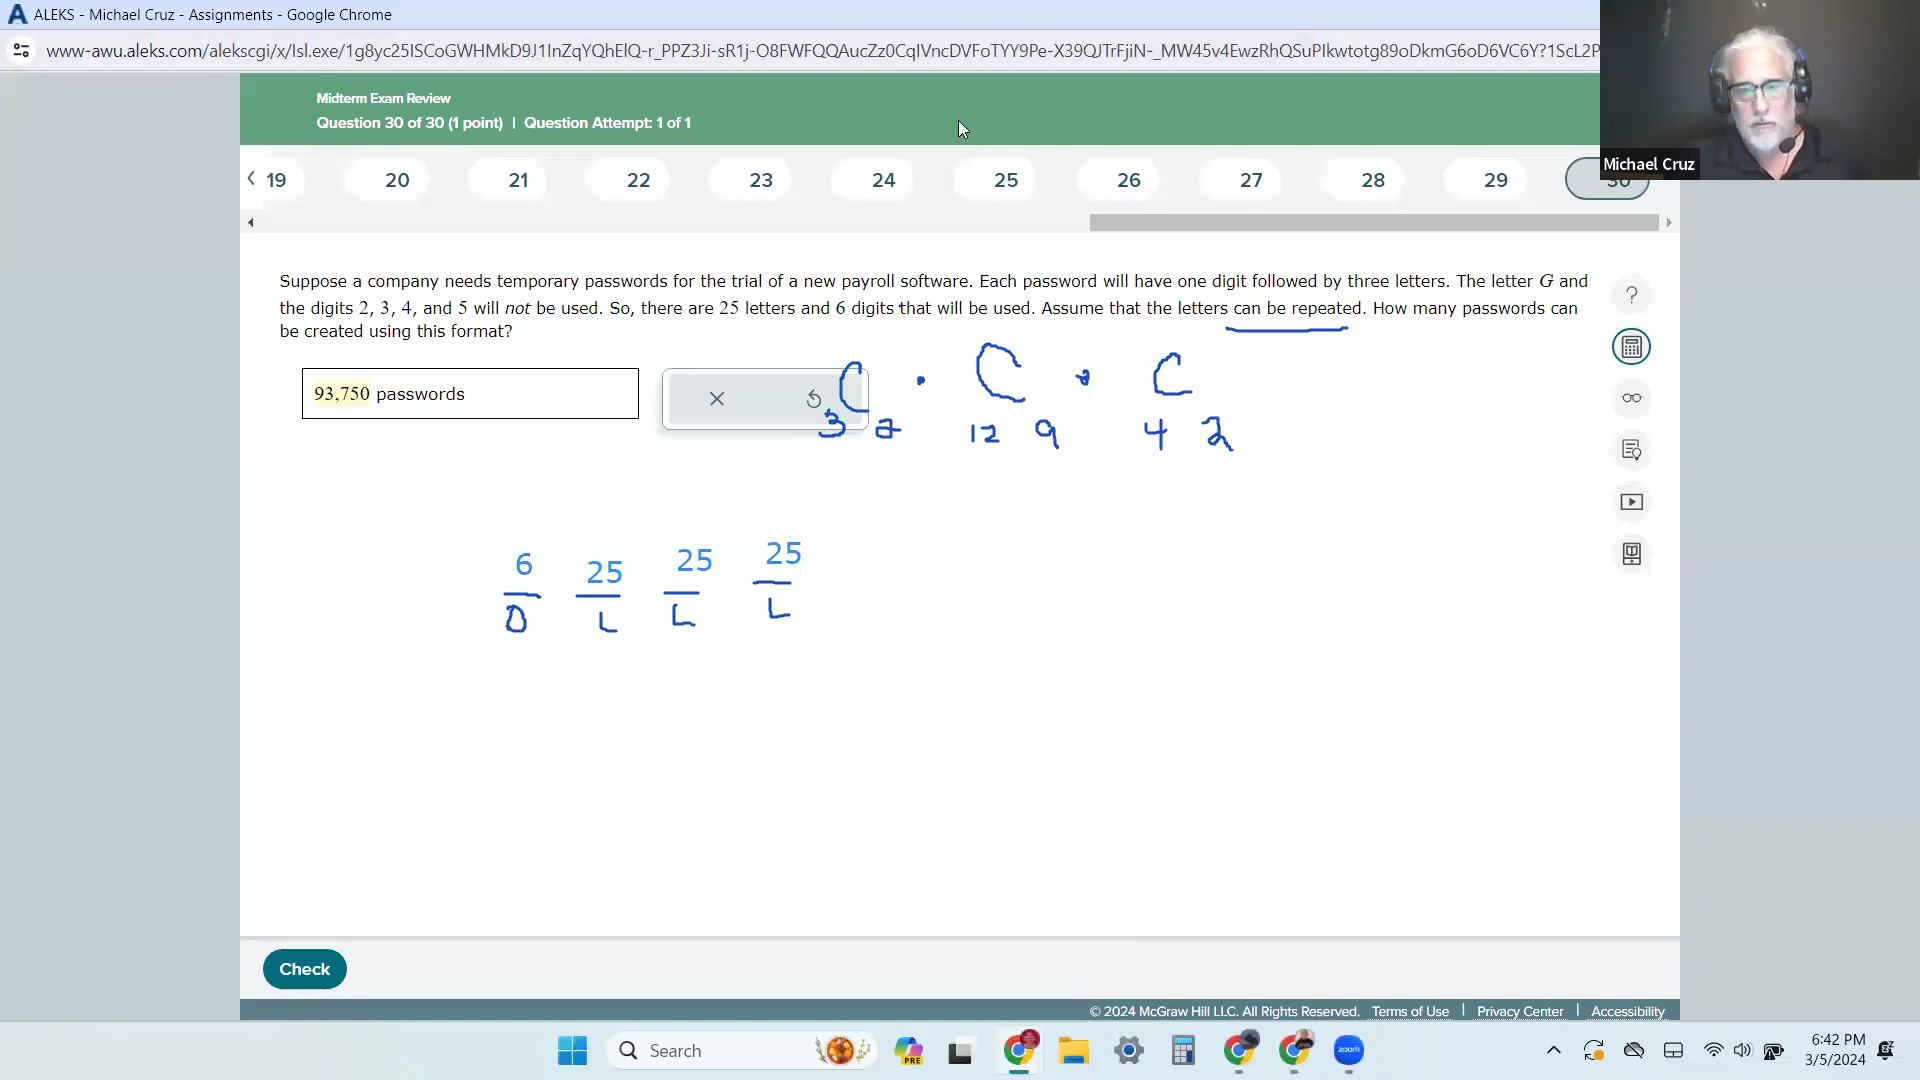 ALEKS - Michael Cruz - Assignments - Google Chrome
www-awu.aleks.com/alekscgi/x/Isl.exe/1g8yc25ISCoGWHMkD9J1InZqYQhElQ-r_PPZ3Ji-sR1j-O8FWFQQAucZz0CqIVncDVFoTYY9Pe-X39QJTrFjiN-_MW45v4EwzRhQSuPIkwtotg89oDkmG6oD6VC6Y?1ScL2P
Midterm Exam Review
Question 30 of 30 (1 point) | Question Attempt: 1 of 1
Michael Cruz
19 20 21 22 23 24 25 26 27 28 29 30
Suppose a company needs temporary passwords for the trial of a new payroll software. Each password will have one digit followed by three letters. The letter G and
the digits 2, 3, 4, and 5 will not be used. So, there are 25 letters and 6 digits that will be used. Assume that the letters can be repeated. How many passwords can
be created using this format?
93,750 passwords
C · C · C
3 2 12 9 4 2
6 25 25 25
D L L L
Check
© 2024 McGraw Hill LLC. All Rights Reserved. Terms of Use | Privacy Center | Accessibility
Search
PRE
zoom
6:42 PM
3/5/2024